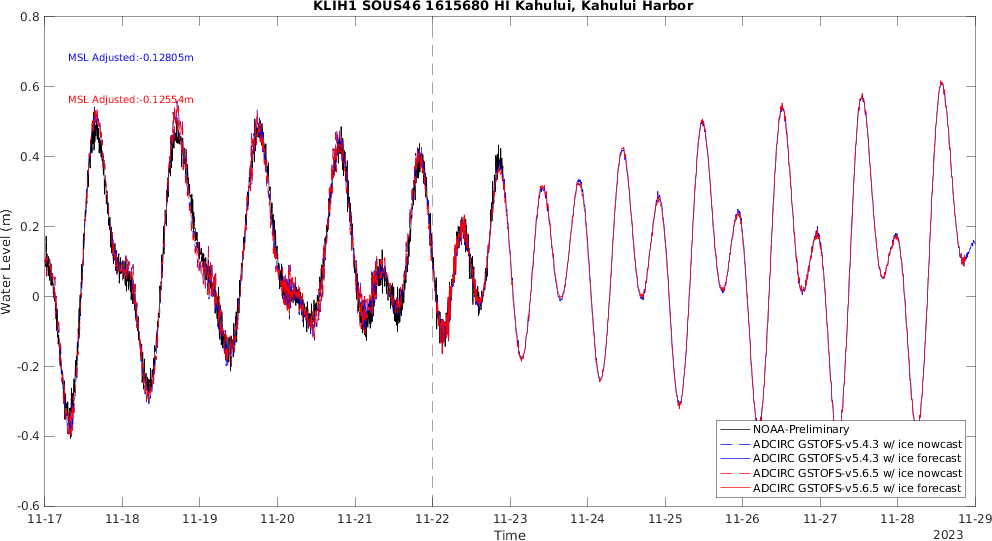 KLIH1 SOUS46 1615680 HI Kahului, Kahului Harbor
0.8
MSL Adjusted:-0.12805m
0.6
MSL Adjusted:-0.12554m
0.4
0.2
0
-0.2
-0.4
-0.6
Water Level (m)
NOAA-Preliminary
ADCIRC GSTOFS-v5.4.3 w/ ice nowcast
ADCIRC GSTOFS-v5.4.3 w/ ice forecast
ADCIRC GSTOFS-v5.6.5 w/ ice nowcast
ADCIRC GSTOFS-v5.6.5 w/ ice forecast
11-17 11-18 11-19 11-20 11-21 11-22 11-23 11-24 11-25 11-26 11-27 11-28 11-29
Time
2023